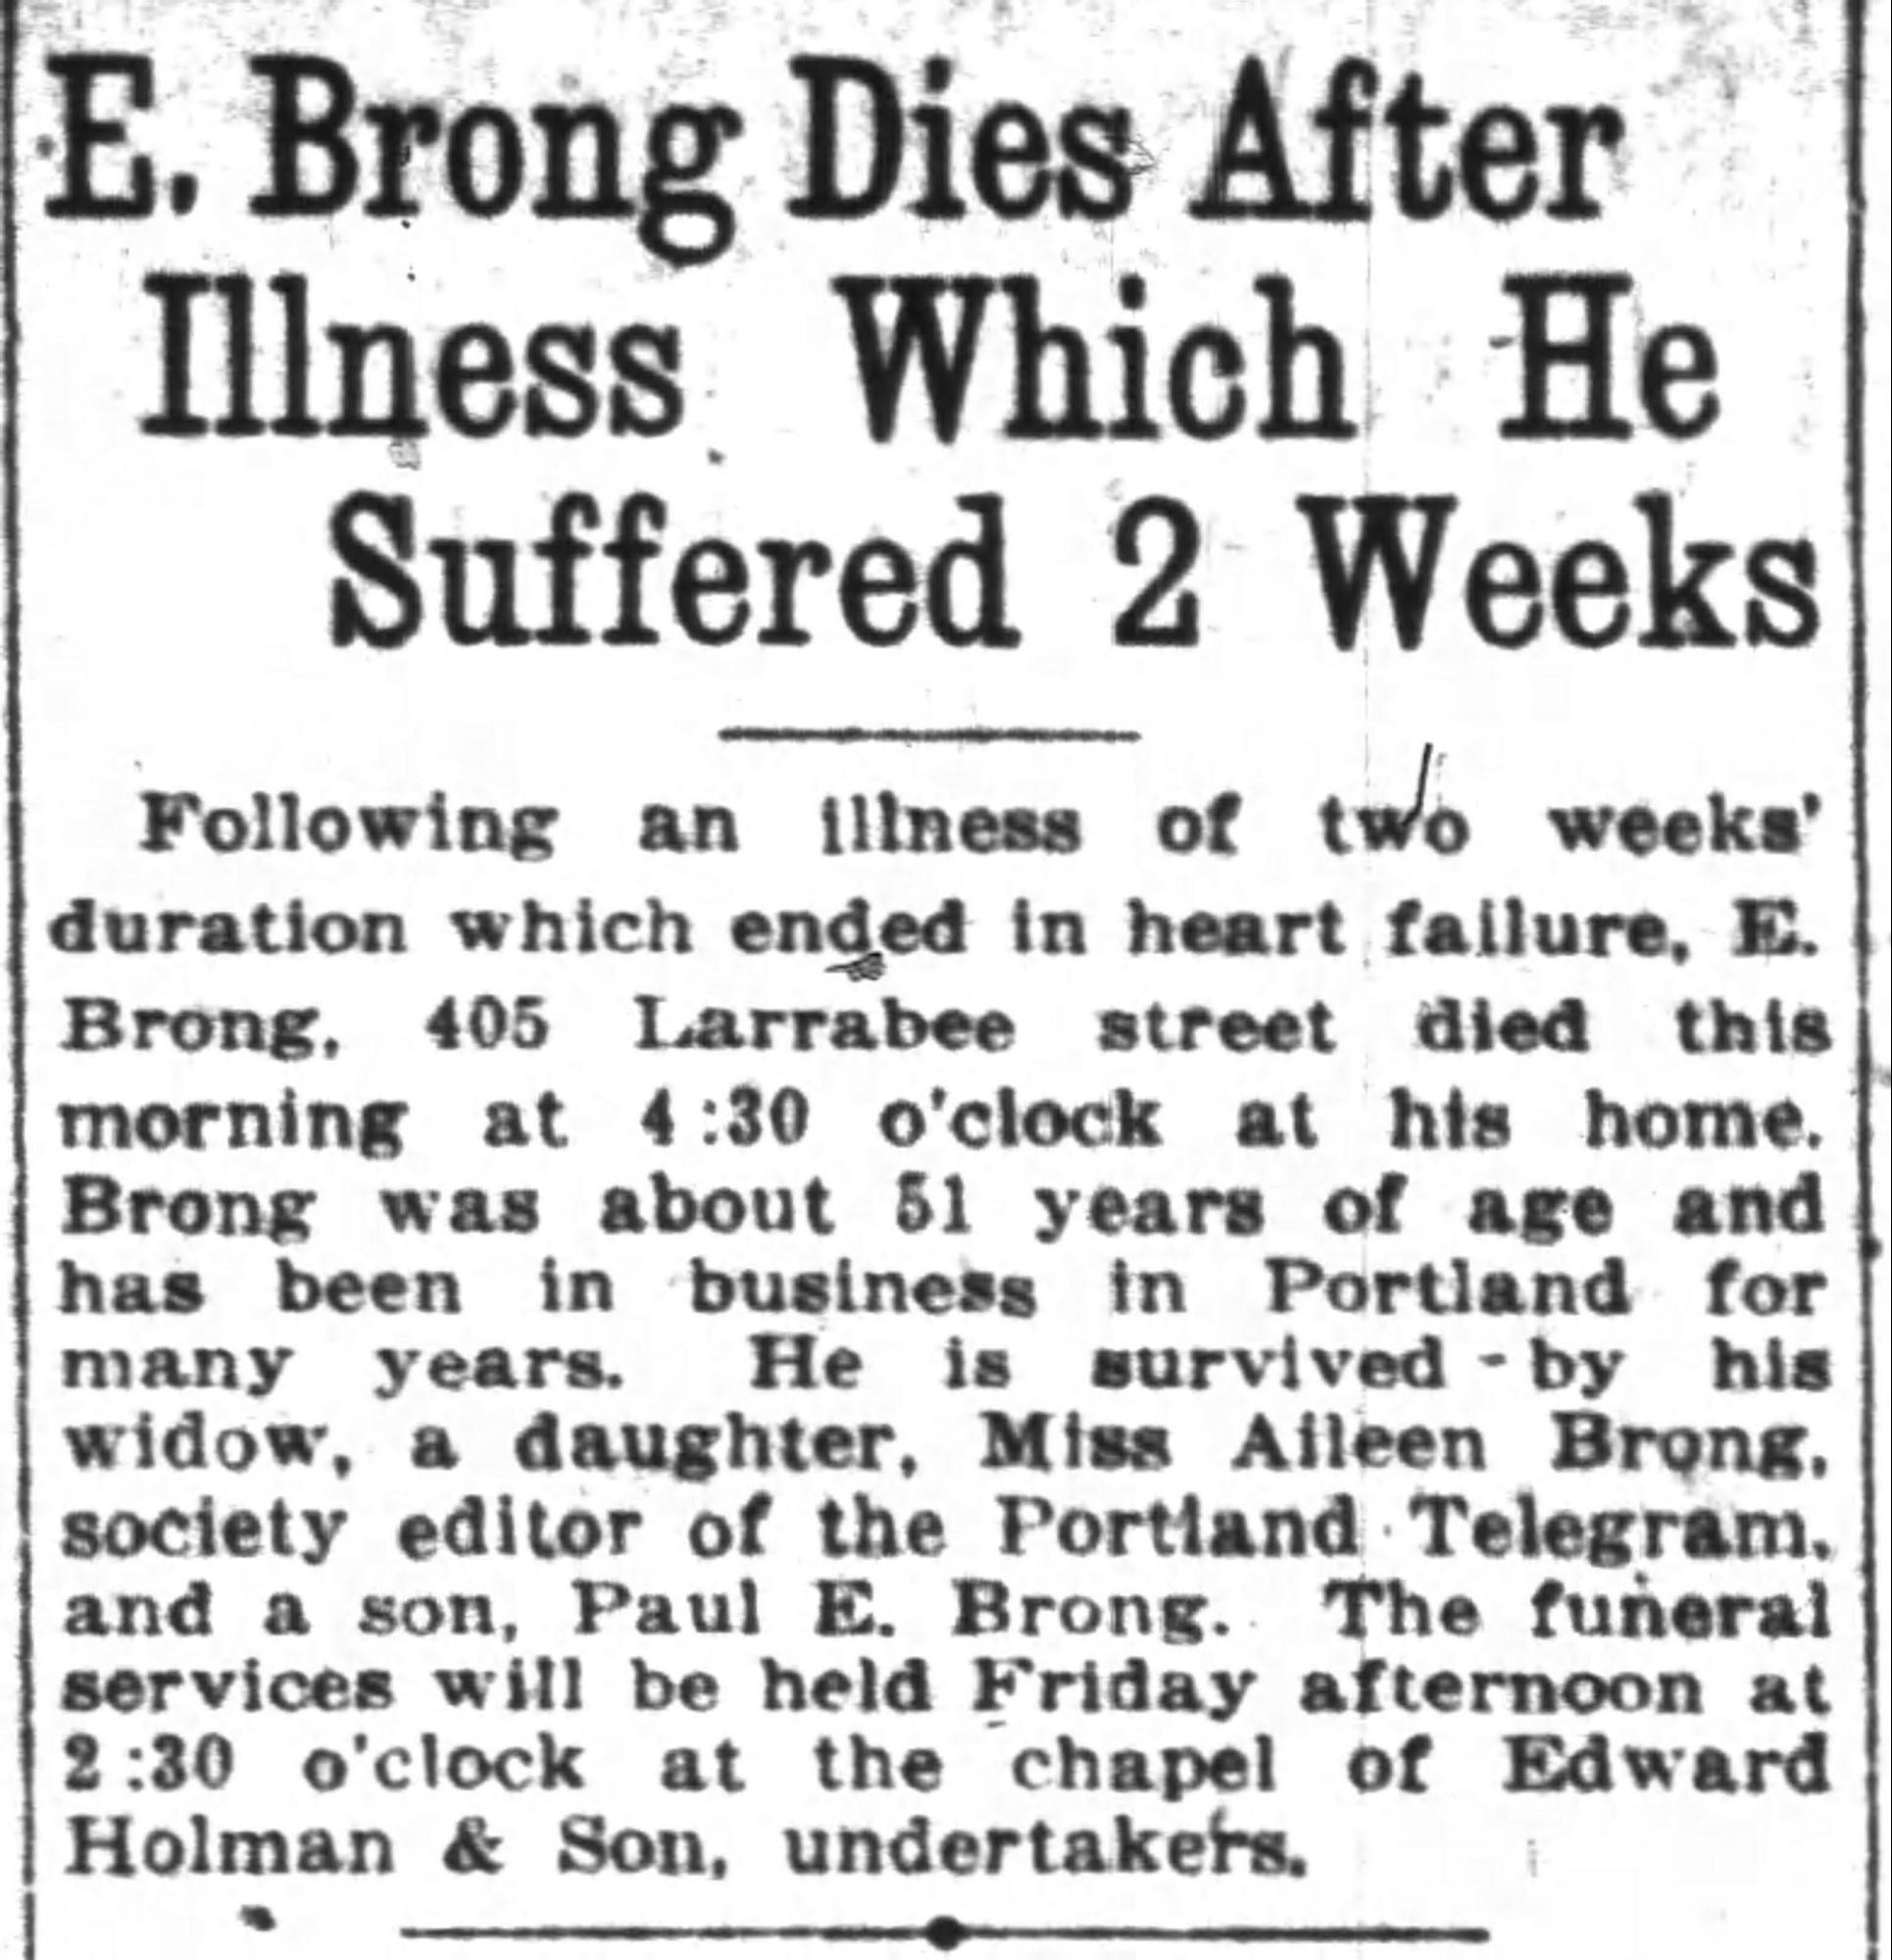 E. Brong Dies After
Illness Which He
Suffered 2 Weeks
Following an illness of two weeks'
duration which ended in heart failure, E.
Brong, 405 Larrabee street died this
morning at 4:30 o'clock at his home.
Brong was about 51 years of age and
has been in business in Portland for
many years. He is survived by his
widow, a daughter, Miss Aileen Brong,
society editor of the Portland Telegram,
and a son, Paul E. Brong. The funeral
services will be held Friday afternoon at
2:30 o'clock at the chapel of Edward
Holman & Son, undertakers.